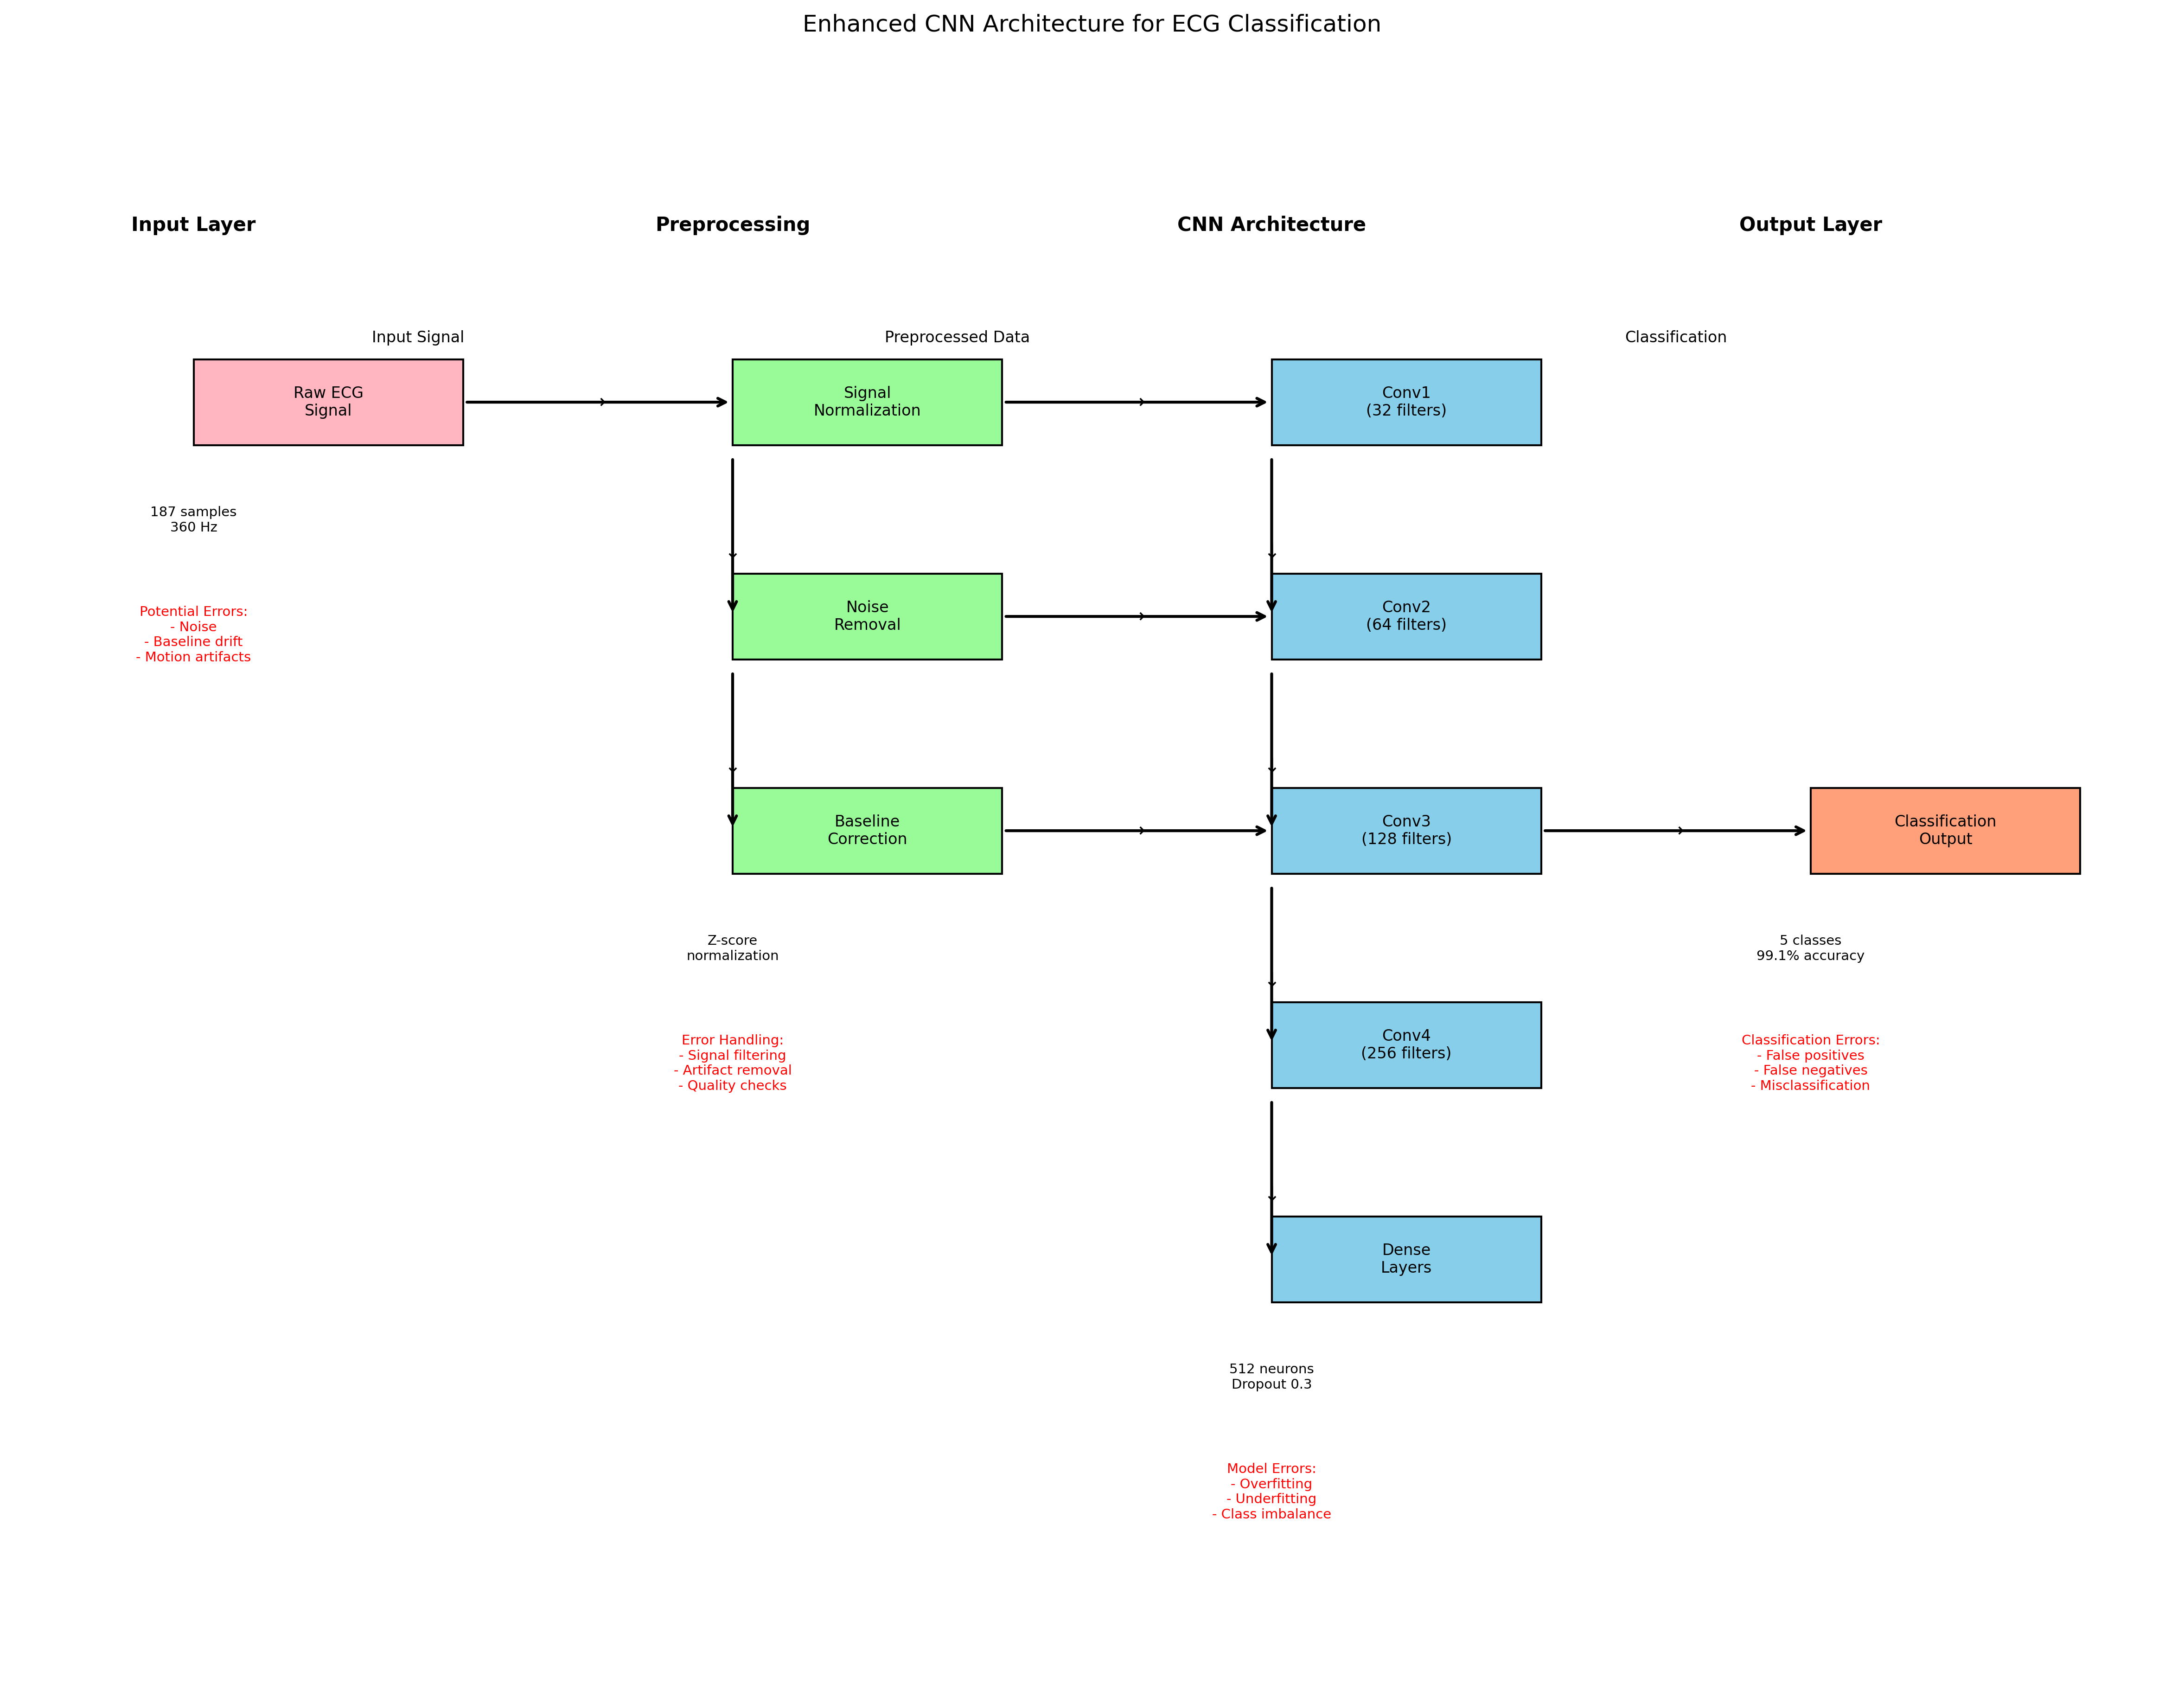 Enhanced CNN Architecture for ECG Classification
Input Layer
Preprocessing
CNN Architecture
Output Layer
Input Signal
Preprocessed Data
Classification
Raw ECG
Signal
Signal
Normalization
Conv1
(32 filters)
187 samples
360 Hz
Potential Errors:
- Noise
- Baseline drift
- Motion artifacts
Noise
Removal
Conv2
(64 filters)
Baseline
Correction
Conv3
(128 filters)
Classification
Output
Z-score
normalization
5 classes
99.1% accuracy
Error Handling:
- Signal filtering
- Artifact removal
- Quality checks
Conv4
(256 filters)
Classification Errors:
- False positives
- False negatives
- Misclassification
Dense
Layers
512 neurons
Dropout 0.3
Model Errors:
- Overfitting
- Underfitting
- Class imbalance